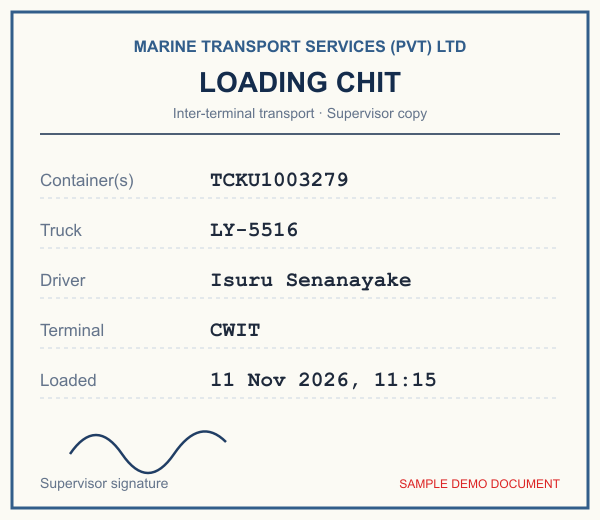 MARINE TRANSPORT SERVICES (PVT) LTD
LOADING CHIT
Inter-terminal transport · Supervisor copy
Container(s) TCKU1003279
Truck LY-5516
Driver Isuru Senanayake
Terminal CWIT
Loaded 11 Nov 2026, 11:15
Supervisor signature SAMPLE DEMO DOCUMENT